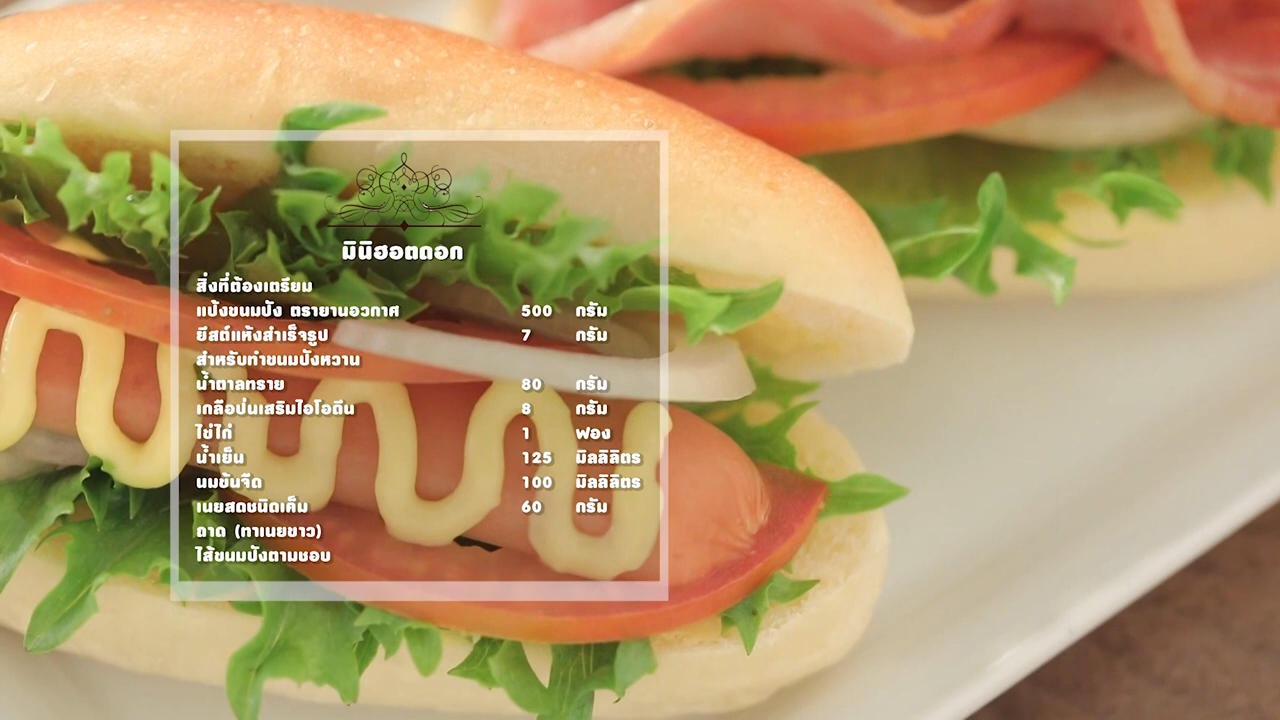 มินิฮอตดอก
สิ่งที่ต้องเตรียม
แป้งขนมปัง ตรายานอวกาศ 500 กรัม
ยีสต์แห้งสำเร็จรูป 7 กรัม
สำหรับทำขนมปังหวาน
น้ำตาลทราย 80 กรัม
เกลือป่นเสริมไอโอดีน 8 กรัม
ไข่ไก่ 1 ฟอง
น้ำเย็น 125 มิลลิลิตร
นมข้นจืด 100 มิลลิลิตร
เนยสดชนิดเค็ม 60 กรัม
ถาด (ทาเนยขาว)
ไส้ขนมปังตามชอบ